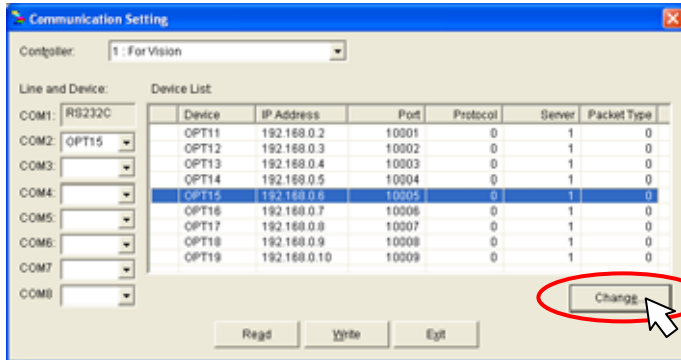 Communication Setting
Controller: 1 : For Vision
Line and Device: Device List:
COM1: RS232C
COM2: OPT15
COM3:
COM4:
COM5:
COM6:
COM7
COM8
Device IP Address Port Protocol Server Packet Type
OPT11 192.168.0.2 10001 0 1 0
OPT12 192.168.0.3 10002 0 1 0
OPT13 192.168.0.4 10003 0 1 0
OPT14 192.168.0.5 10004 0 1 0
OPT15 192.168.0.6 10005 0 1 0
OPT16 192.168.0.7 10006 0 1 0
OPT17 192.168.0.8 10007 0 1 0
OPT18 192.168.0.9 10008 0 1 0
OPT19 192.168.0.10 10009 0 1 0
Change...
Read Write Exit